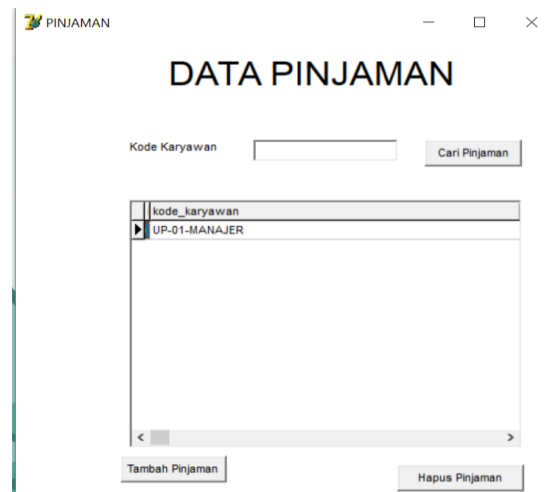 PINJAMAN
DATA PINJAMAN
Kode Karyawan
Cari Pinjaman
kode_karyawan
UP-01-MANAJER
Tambah Pinjaman
Hapus Pinjaman